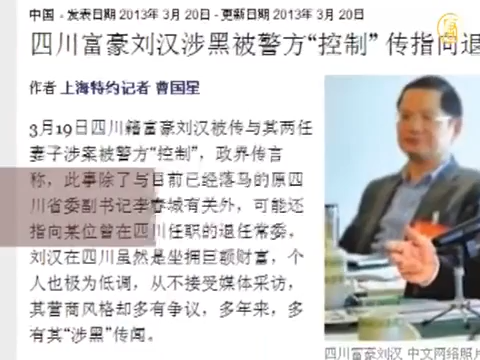 中国 - 发表日期 2013年 3月 20日 - 更新日期 2013年 3月 20日
四川富豪刘汉涉黑被警方“控制” 传指向退
作者 上海特约记者 曹国星
3月19日四川籍富豪刘汉被传与其两任
妻子涉案被警方“控制”，政界传言
称，此事除了与目前已经落马的原四
川省委副书记李春城有关外，可能还
指向某位曾在四川任职的退任常委。
刘汉在四川虽然是坐拥巨额财富，个
人也极为低调，从不接受媒体采访，
其营商风格却多有争议，多年来，多
有其“涉黑”传闻。
四川富豪刘汉 中文网络照片